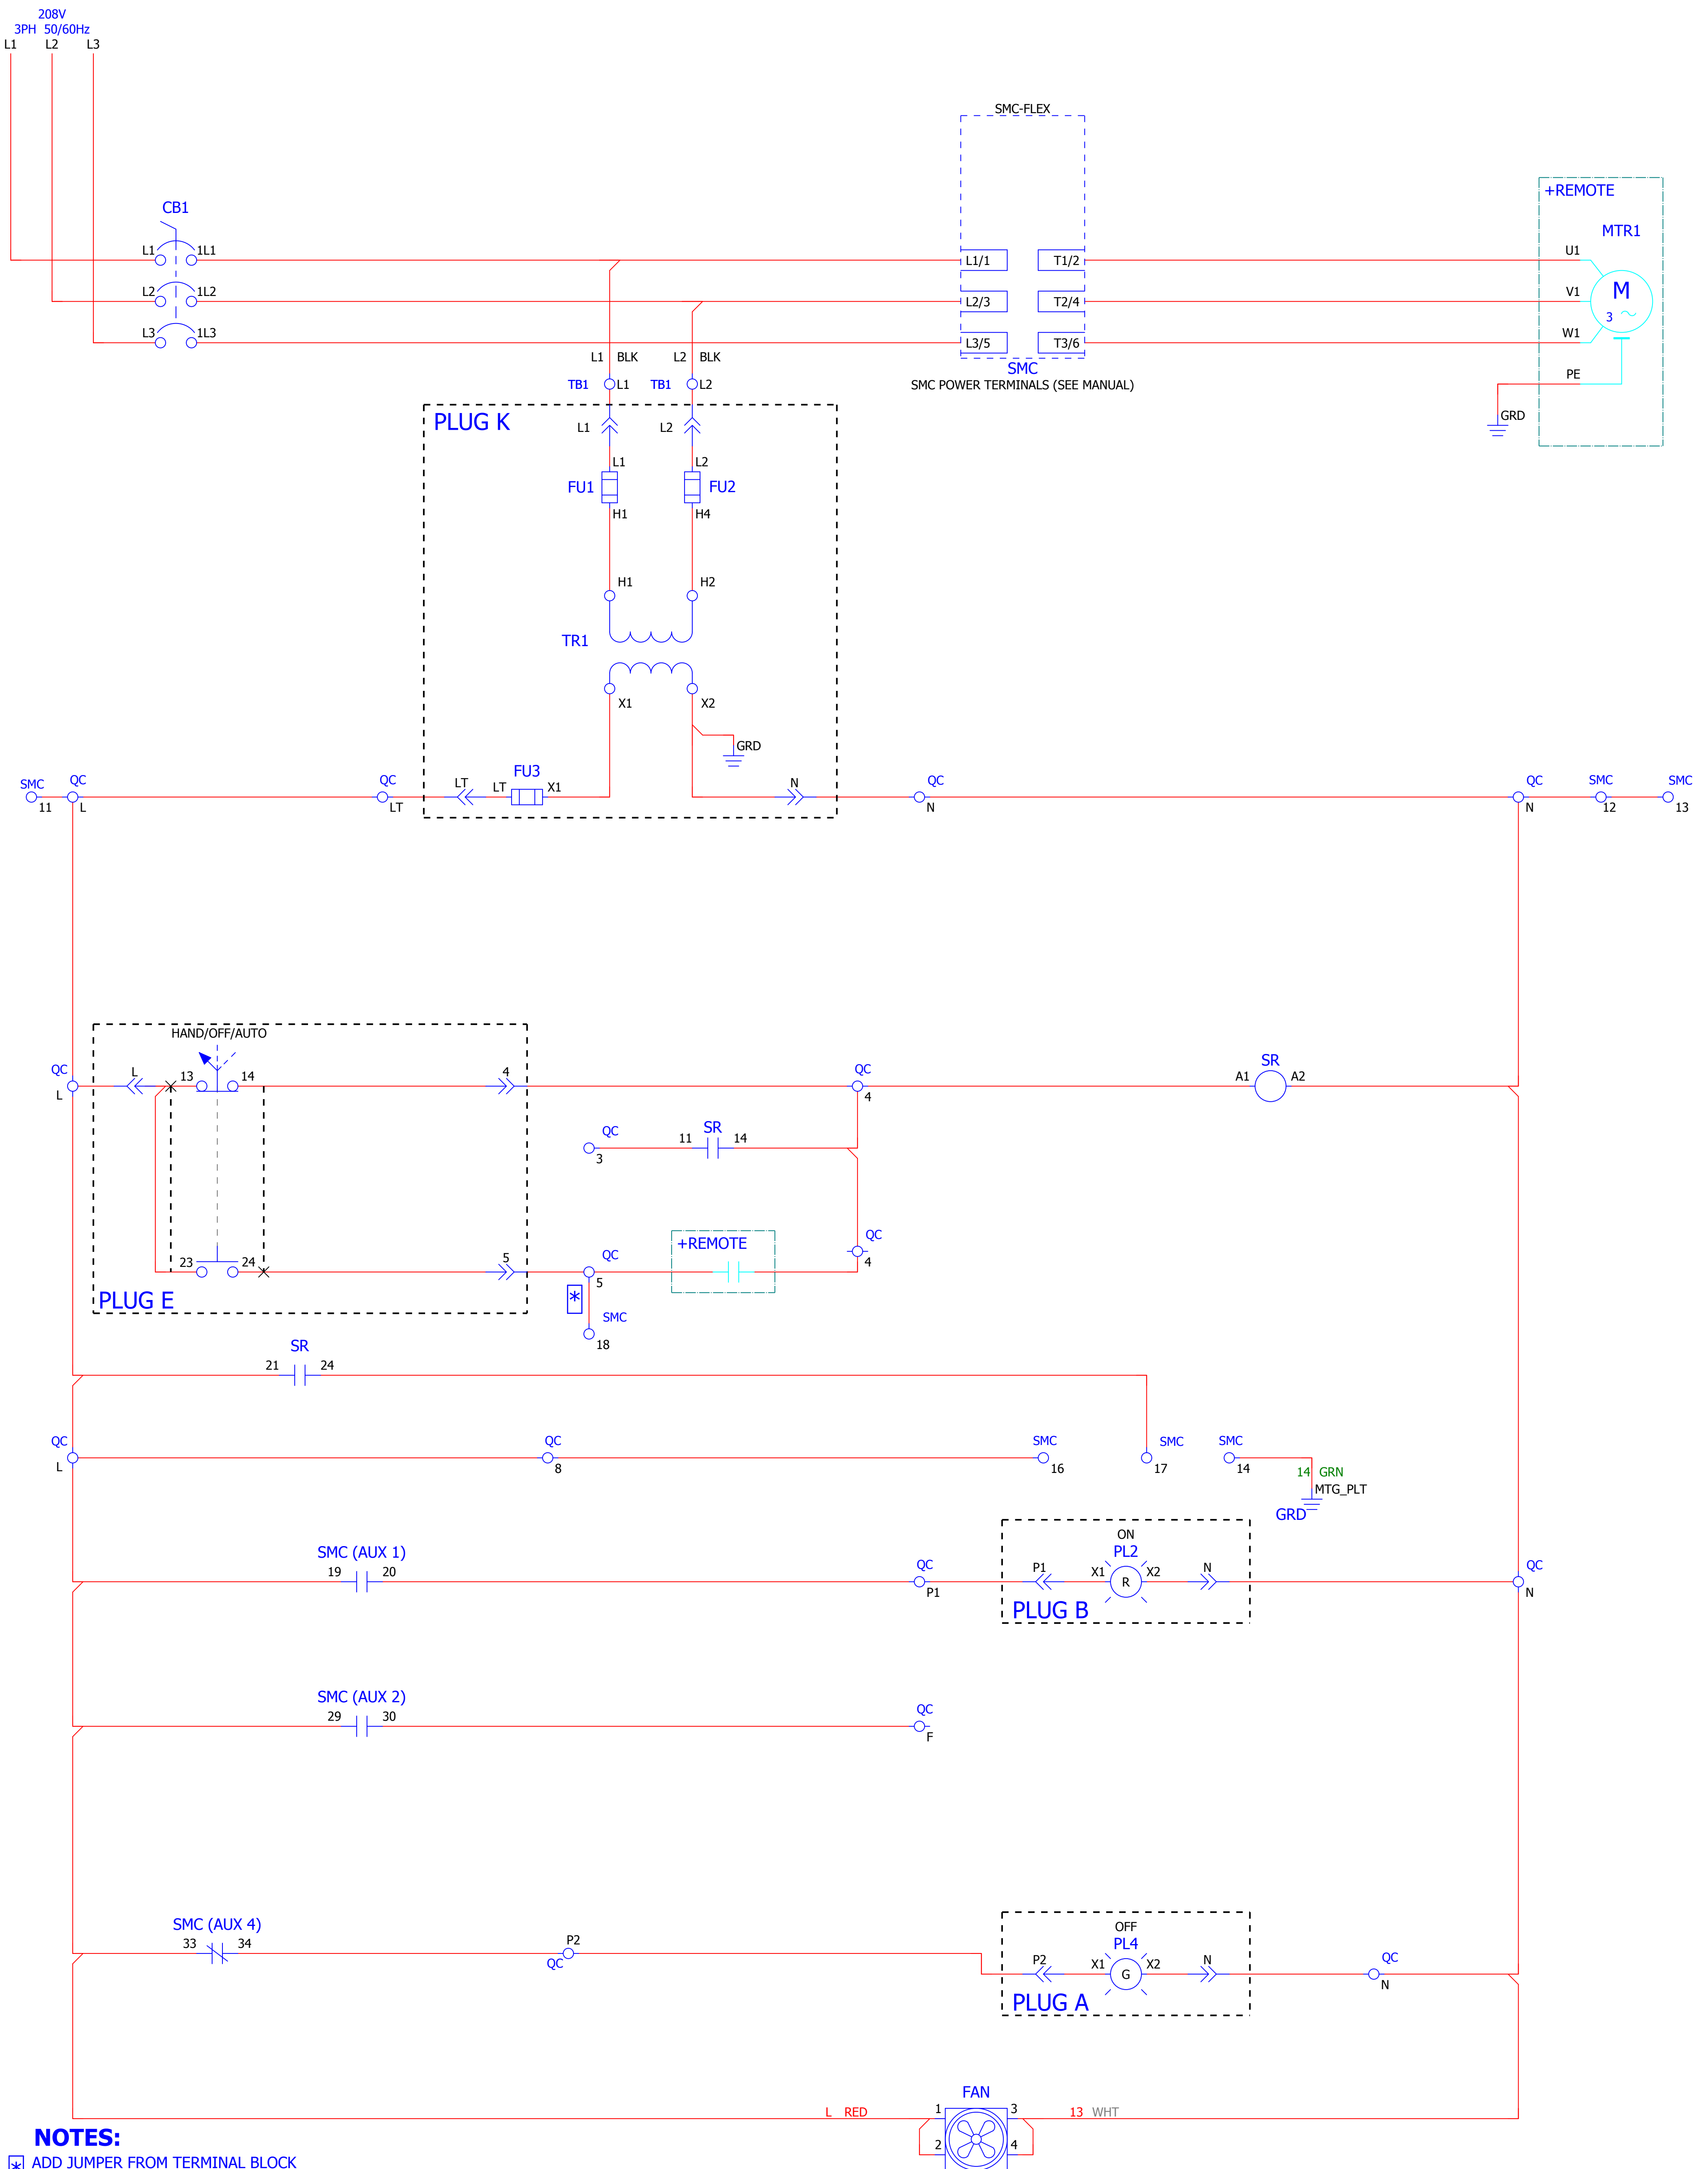 208V
3PH 50/60Hz
L1 L2 L3
SMC-FLEX
CB1
+REMOTE
MTR1
L1 1L1
L1/1 T1/2
U1
L2 1L2
L2/3 T2/4
V1
M
3
L3 1L3
L3/5 T3/6
W1
SMC
SMC POWER TERMINALS (SEE MANUAL)
PE
GRD
L1 BLK L2 BLK
TB1 L1 TB1 L2
PLUG K
L1 L2
L1 L2
FU1 FU2
H1 H4
H1 H2
TR1
X1 X2
GRD
SMC QC QC LT LT FU3 X1 N QC QC SMC SMC
11 L LT N N 12 13
HAND/OFF/AUTO
QC L 13 14 4 QC A1 SR A2
L 4
QC 11 SR 14
3
QC
4
+REMOTE
23 24 5 QC
5
PLUG E
*
SMC
18
SR
21 24
QC QC SMC SMC SMC
L 8 16 17 14
14 GRN
MTG_PLT
GRD
ON
SMC (AUX 1) PL2
19 20 QC P1 X1 R X2 N QC
P1 N
PLUG B
SMC (AUX 2)
29 30 QC
F
OFF
SMC (AUX 4) PL4
33 34 P2
QC
P2 X1 G X2 N QC
N
PLUG A
FAN
L RED 1 3 13 WHT
2 4
NOTES:
* ADD JUMPER FROM TERMINAL BLOCK